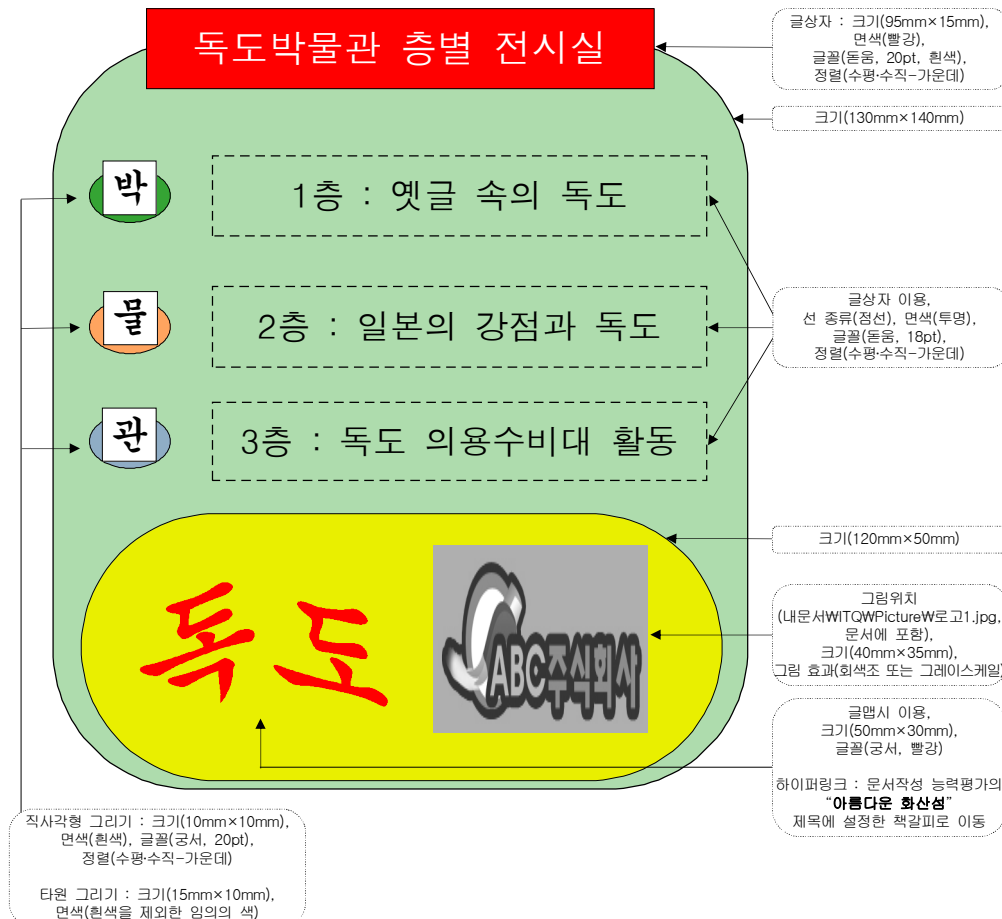 독도박물관 층별 전시실
글상자 : 크기(95mm×15mm),
면색(빨강),
글꼴(돋움, 20pt, 흰색),
정렬(수평·수직-가운데)
크기(130mm×140mm)
박
1층 : 옛글 속의 독도
물
2층 : 일본의 강점과 독도
글상자 이용,
선 종류(점선), 면색(투명),
글꼴(돋움, 18pt),
정렬(수평·수직-가운데)
관
3층 : 독도 의용수비대 활동
크기(120mm×50mm)
독도
ABC주식회사
그림위치
(내문서₩ITQ₩Picture₩로고1.jpg,
문서에 포함),
크기(40mm×35mm),
그림 효과(회색조 또는 그레이스케일)
글맵시 이용,
크기(50mm×30mm),
글꼴(궁서, 빨강)
하이퍼링크 : 문서작성 능력평가의
“아름다운 화산섬”
제목에 설정한 책갈피로 이동
직사각형 그리기 : 크기(10mm×10mm),
면색(흰색), 글꼴(궁서, 20pt),
정렬(수평·수직-가운데)
타원 그리기 : 크기(15mm×10mm),
면색(흰색을 제외한 임의의 색)